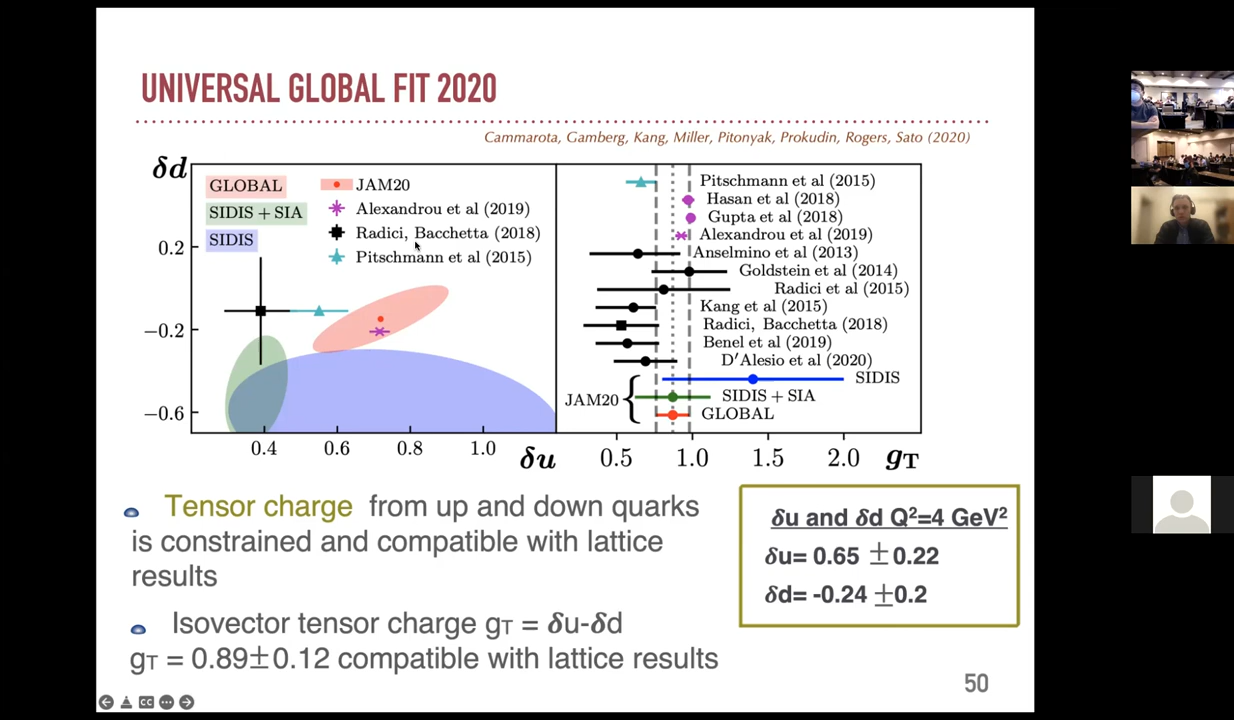 UNIVERSAL GLOBAL FIT 2020
Cammarota, Gamberg, Kang, Miller, Pitonyak, Prokudin, Rogers, Sato (2020)
δd
GLOBAL
SIDIS + SIA
SIDIS
JAM20
Alexandrou et al (2019)
Radici, Bacchetta (2018)
Pitschmann et al (2015)
0.2
−0.2
−0.6
0.4 0.6 0.8 1.0 δu
Pitschmann et al (2015)
Hasan et al (2018)
Gupta et al (2018)
Alexandrou et al (2019)
Anselmino et al (2013)
Goldstein et al (2014)
Radici et al (2015)
Kang et al (2015)
Radici, Bacchetta (2018)
Benel et al (2019)
D′Alesio et al (2020)
SIDIS
JAM20 { SIDIS + SIA
GLOBAL
0.5 1.0 1.5 2.0 gT
Tensor charge from up and down quarks
is constrained and compatible with lattice
results
Isovector tensor charge gT = δu-δd
gT = 0.89±0.12 compatible with lattice results
δu and δd Q²=4 GeV²
δu= 0.65 ±0.22
δd= -0.24 ±0.2
50
CC